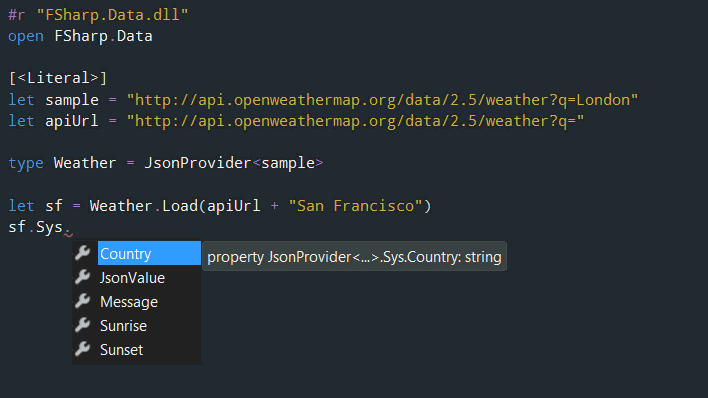 #r "FSharp.Data.dll"
open FSharp.Data
[<Literal>]
let sample = "http://api.openweathermap.org/data/2.5/weather?q=London"
let apiUrl = "http://api.openweathermap.org/data/2.5/weather?q="
type Weather = JsonProvider<sample>
let sf = Weather.Load(apiUrl + "San Francisco")
sf.Sys.
Country property JsonProvider<...>.Sys.Country: string
JsonValue
Message
Sunrise
Sunset